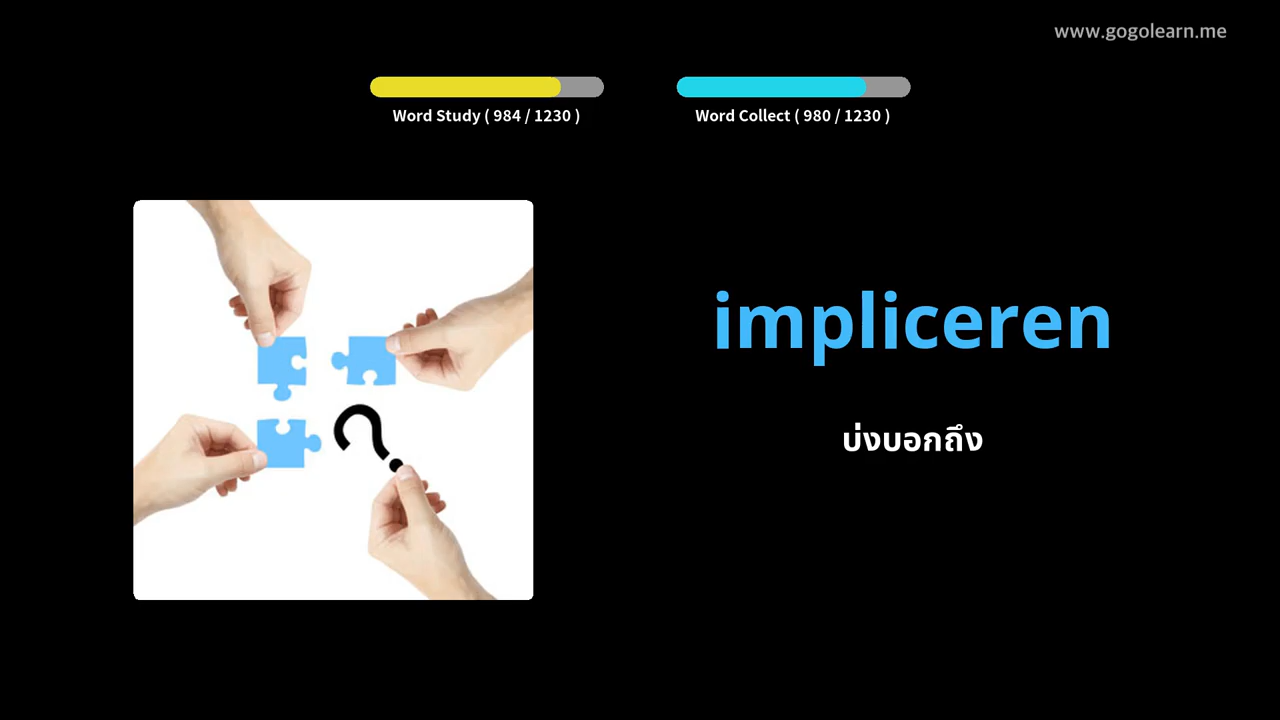 www.gogolearn.me
Word Study ( 984 / 1230 )
Word Collect ( 980 / 1230 )
impliceren
บ่งบอกถึง